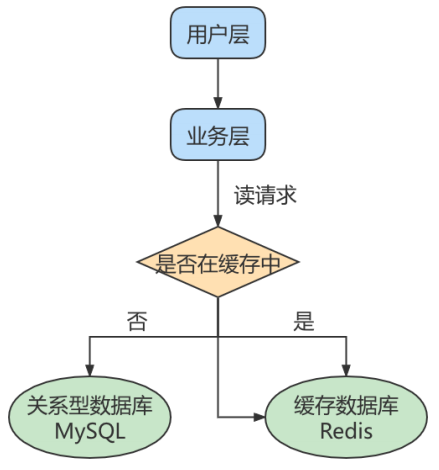 用户层
业务层
读请求
是否在缓存中
否
是
关系型数据库
MySQL
缓存数据库
Redis